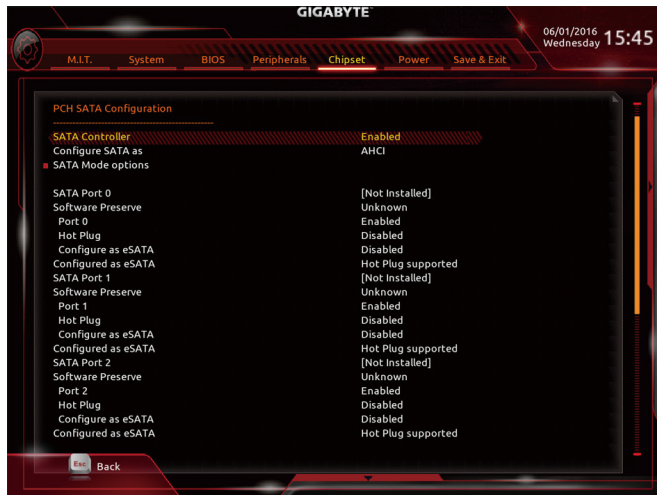 GIGABYTE™
06/01/2016
Wednesday 15:45
M.I.T. System BIOS Peripherals Chipset Power Save & Exit
PCH SATA Configuration
SATA Controller Enabled
Configure SATA as AHCI
SATA Mode options
SATA Port 0 [Not Installed]
Software Preserve Unknown
Port 0 Enabled
Hot Plug Disabled
Configure as eSATA Disabled
Configured as eSATA Hot Plug supported
SATA Port 1 [Not Installed]
Software Preserve Unknown
Port 1 Enabled
Hot Plug Disabled
Configure as eSATA Disabled
Configured as eSATA Hot Plug supported
SATA Port 2 [Not Installed]
Software Preserve Unknown
Port 2 Enabled
Hot Plug Disabled
Configure as eSATA Disabled
Configured as eSATA Hot Plug supported
Esc Back